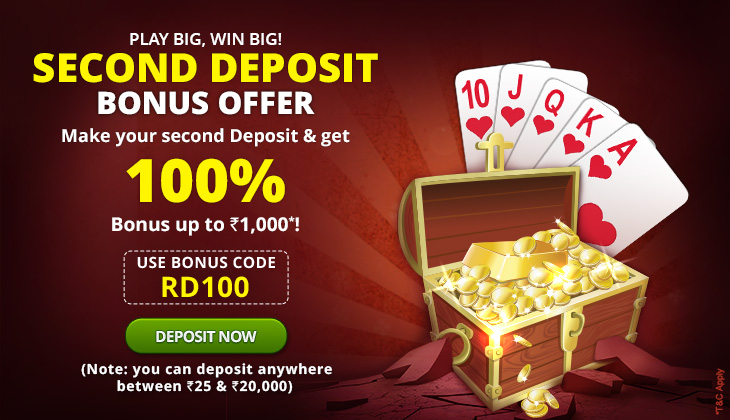 PLAY BIG, WIN BIG!
SECOND DEPOSIT
BONUS OFFER
Make your second Deposit & get
100%
Bonus up to ₹1,000*!
USE BONUS CODE
RD100
DEPOSIT NOW
(Note: you can deposit anywhere
between ₹25 & ₹20,000)
10
J
Q
K
A
*T&C Apply